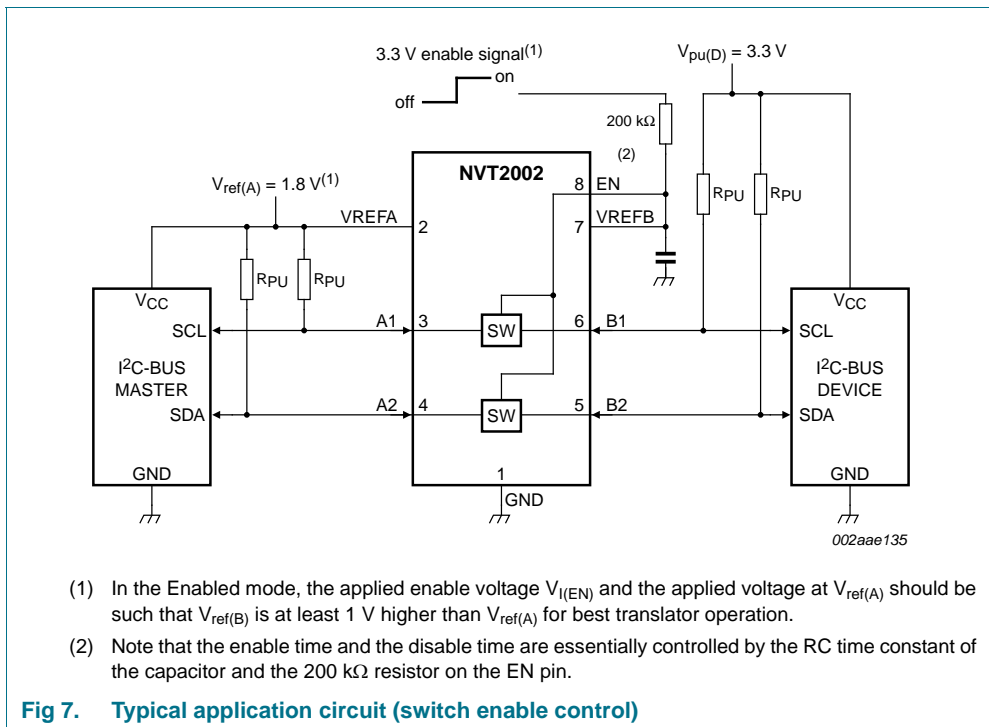 3.3 V enable signal(1)
on
off
Vpu(D) = 3.3 V
200 kΩ
(2)
NVT2002
8 EN
Vref(A) = 1.8 V(1)
VREFA
2
VREFB
7
RPU
RPU
RPU
RPU
VCC
SCL
I2C-BUS
MASTER
SDA
GND
A1
3
SW
6
B1
A2
4
SW
5
B2
1
GND
VCC
SCL
I2C-BUS
DEVICE
SDA
GND
002aae135
(1) In the Enabled mode, the applied enable voltage VI(EN) and the applied voltage at Vref(A) should be
such that Vref(B) is at least 1 V higher than Vref(A) for best translator operation.
(2) Note that the enable time and the disable time are essentially controlled by the RC time constant of
the capacitor and the 200 kΩ resistor on the EN pin.
Fig 7. Typical application circuit (switch enable control)